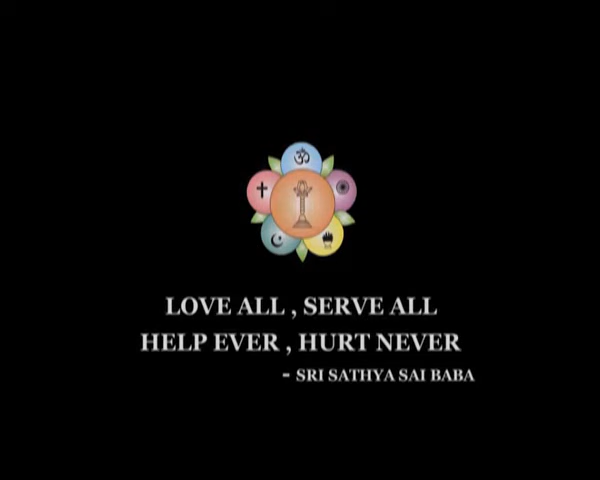 ॐ
LOVE ALL , SERVE ALL
HELP EVER , HURT NEVER
- SRI SATHYA SAI BABA